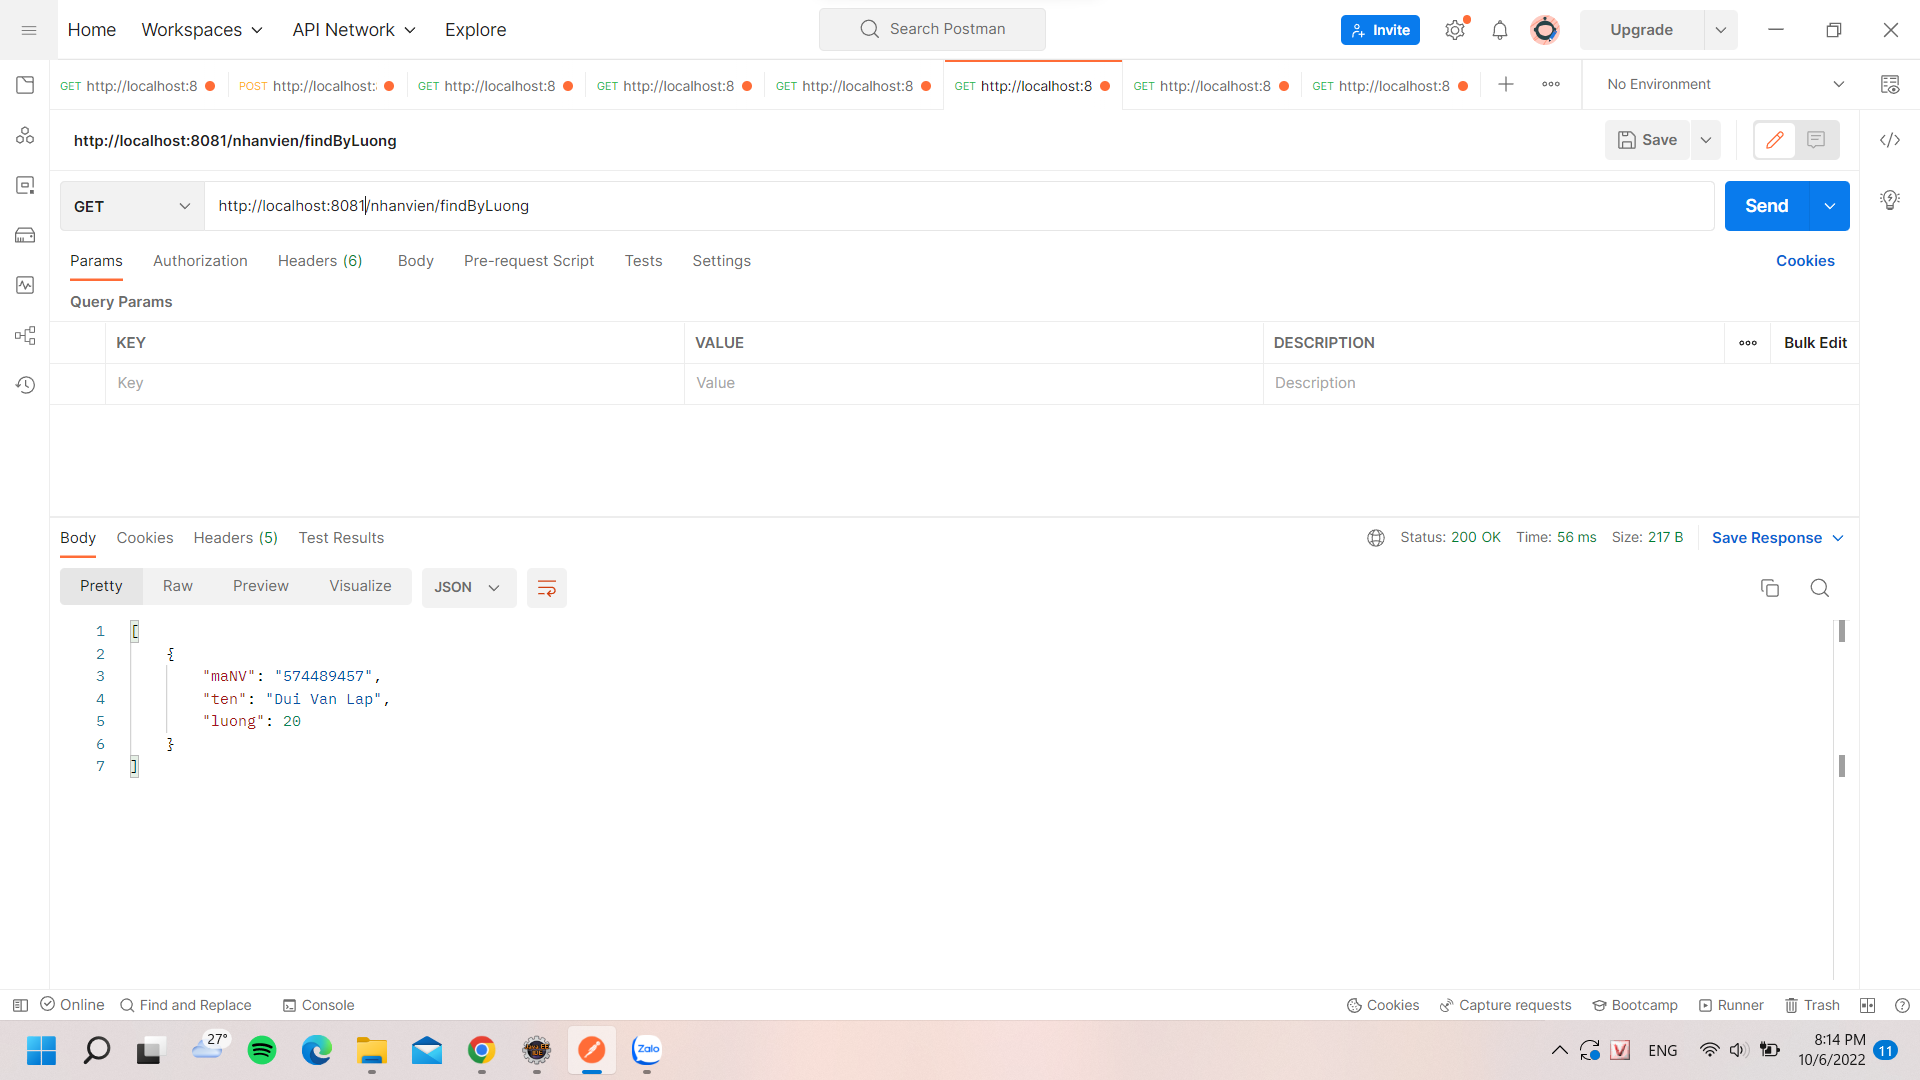 Home Workspaces API Network Explore Search Postman Invite Upgrade
GET http://localhost:8 POST http://localhost: GET http://localhost:8 GET http://localhost:8 GET http://localhost:8 GET http://localhost:8 GET http://localhost:8 GET http://localhost:8 No Environment
http://localhost:8081/nhanvien/findByLuong Save
GET http://localhost:8081/nhanvien/findByLuong Send
Params Authorization Headers (6) Body Pre-request Script Tests Settings Cookies
Query Params
KEY VALUE DESCRIPTION Bulk Edit
Key Value Description
Body Cookies Headers (5) Test Results Status: 200 OK Time: 56 ms Size: 217 B Save Response
Pretty Raw Preview Visualize JSON
1 [
2 {
3 "maNV": "574489457",
4 "ten": "Dui Van Lap",
5 "luong": 20
6 }
7 ]
Online Find and Replace Console Cookies Capture requests Bootcamp Runner Trash
27° Zalo V ENG 8:14 PM
10/6/2022 11